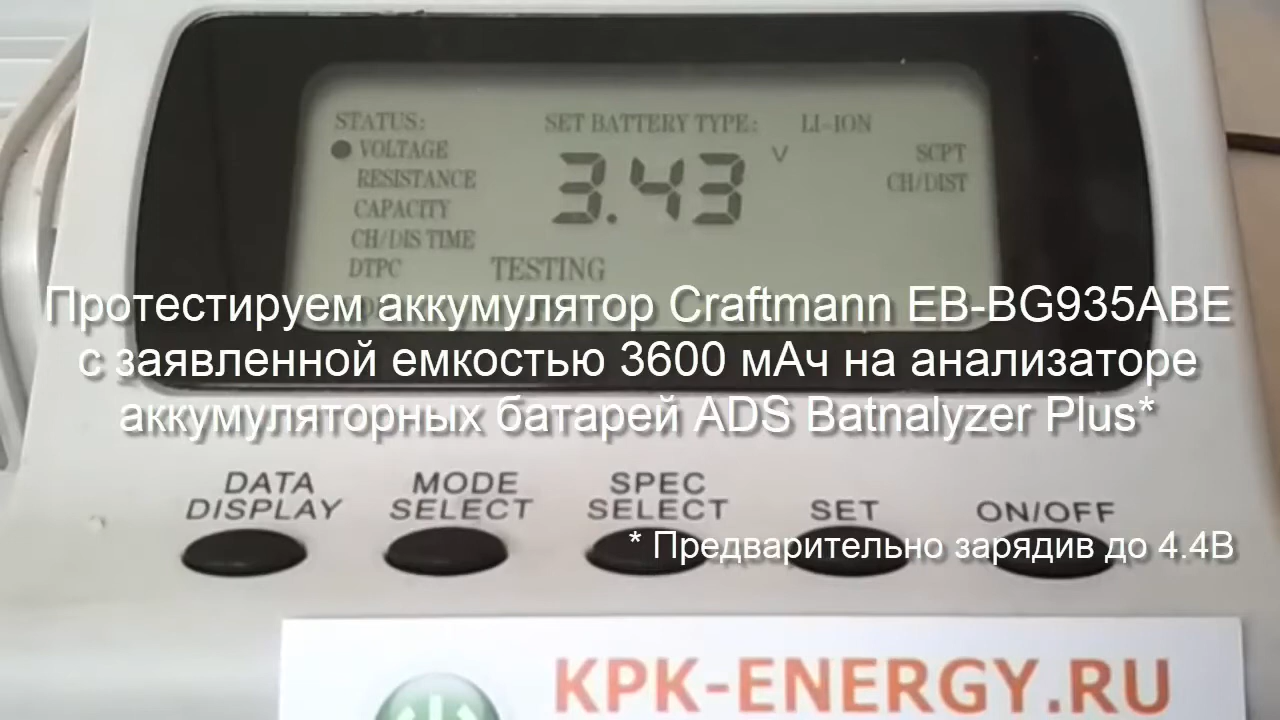 STATUS: SET BATTERY TYPE: LI-ION
VOLTAGE 3.43 V SCPT
RESISTANCE CH/DIST
CAPACITY
CH/DIS TIME
DTPC TESTING
Протестируем аккумулятор Craftmann EB-BG935ABE
с заявленной емкостью 3600 мАч на анализаторе
аккумуляторных батарей ADS Batnalyzer Plus*
DATA DISPLAY
MODE SELECT
SPEC SELECT
SET
ON/OFF
* Предварительно зарядив до 4.4В
KPK-ENERGY.RU